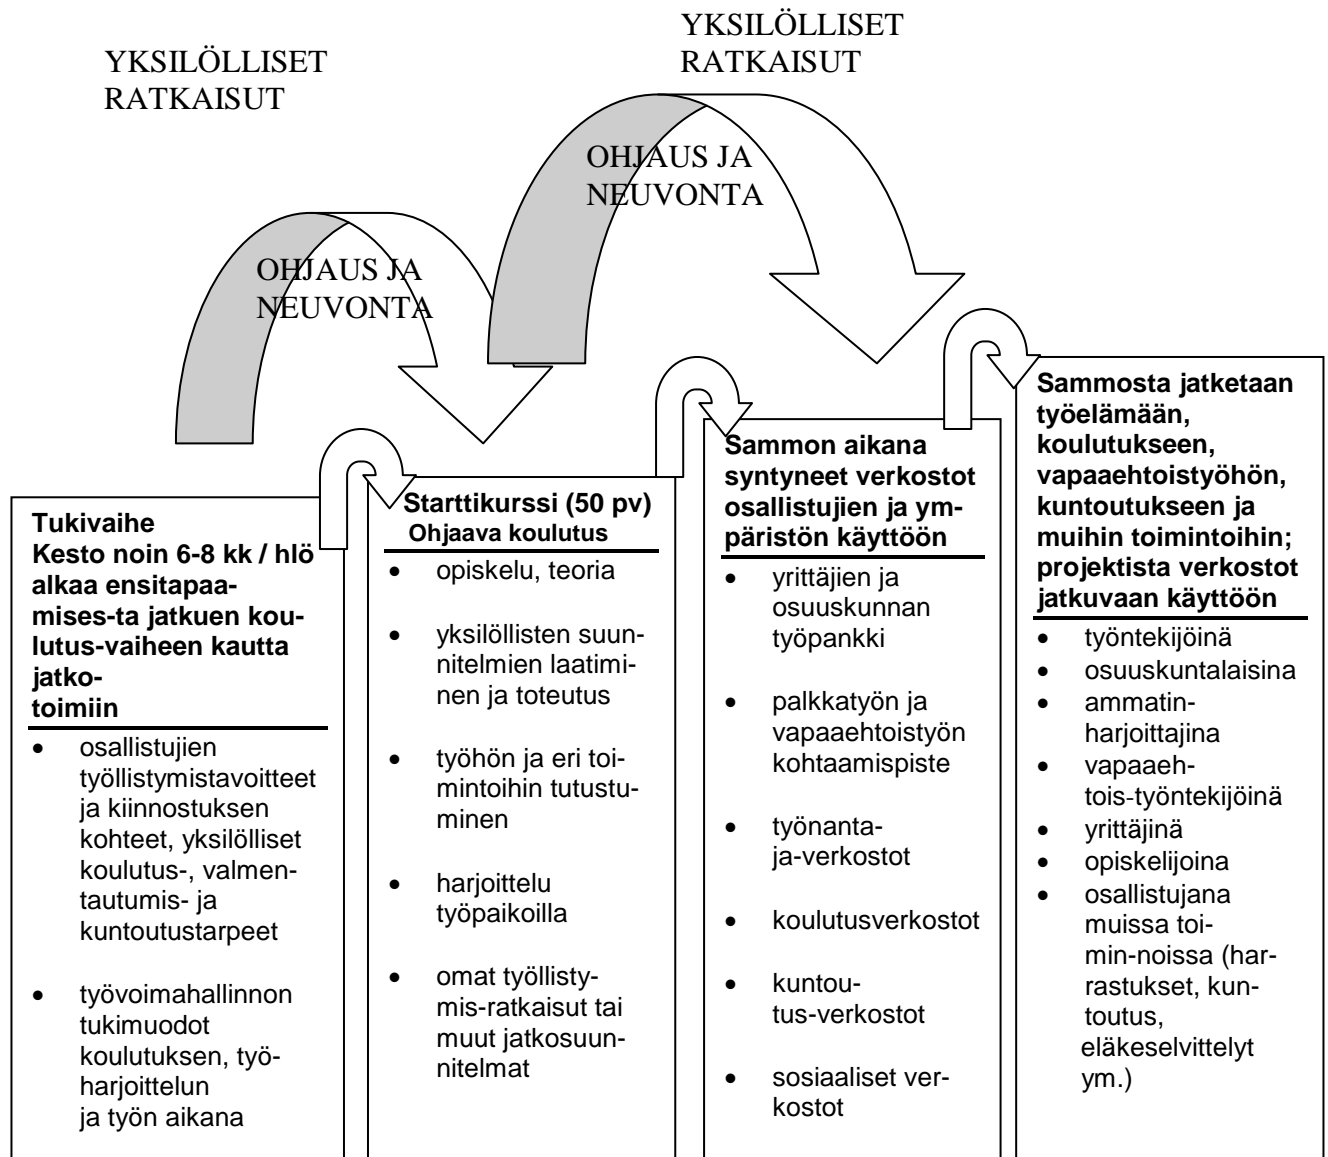 YKSILÖLLISET
RATKAISUT
YKSILÖLLISET
RATKAISUT
OHJAUS JA
NEUVONTA
OHJAUS JA
NEUVONTA
Tukivaihe
Kesto noin 6-8 kk / hlö
alkaa ensitapaa-
mises-ta jatkuen kou-
lutus-vaiheen kautta
jatko-
toimiin
• osallistujien
työllistymistavoitteet
ja kiinnostuksen
kohteet, yksilölliset
koulutus-, valmen-
tautumis- ja
kuntoutustarpeet
• työvoimahallinnon
tukimuodot
koulutuksen, työ-
harjoittelun
ja työn aikana
Starttikurssi (50 pv)
Ohjaava koulutus
• opiskelu, teoria
• yksilöllisten suun-
nitelmien laatimi-
nen ja toteutus
• työhön ja eri toi-
mintoihin tutustu-
minen
• harjoittelu
työpaikoilla
• omat työllisty-
mis-ratkaisut tai
muut jatkosuun-
nitelmat
Sammon aikana
syntyneet verkostot
osallistujien ja ym-
päristön käyttöön
• yrittäjien ja
osuuskunnan
työpankki
• palkkatyön ja
vapaaehtoistyön
kohtaamispiste
• työnanta-
ja-verkostot
• koulutusverkostot
• kuntou-
tus-verkostot
• sosiaaliset ver-
kostot
Sammosta jatketaan
työelämään,
koulutukseen,
vapaaehtoistyöhön,
kuntoutukseen ja
muihin toimintoihin;
projektista verkostot
jatkuvaan käyttöön
• työntekijöinä
• osuuskuntalaisina
• ammatin-
harjoittajina
• vapaaeh-
tois-työntekijöinä
• yrittäjinä
• opiskelijoina
• osallistujana
muissa toi-
min-noissa (har-
rastukset, kun-
toutus,
eläkeselvittelyt
ym.)